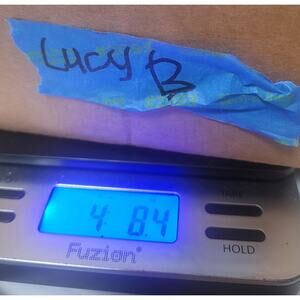 Lucy B
4: 8.4
Fuzion®
TARE
HOLD